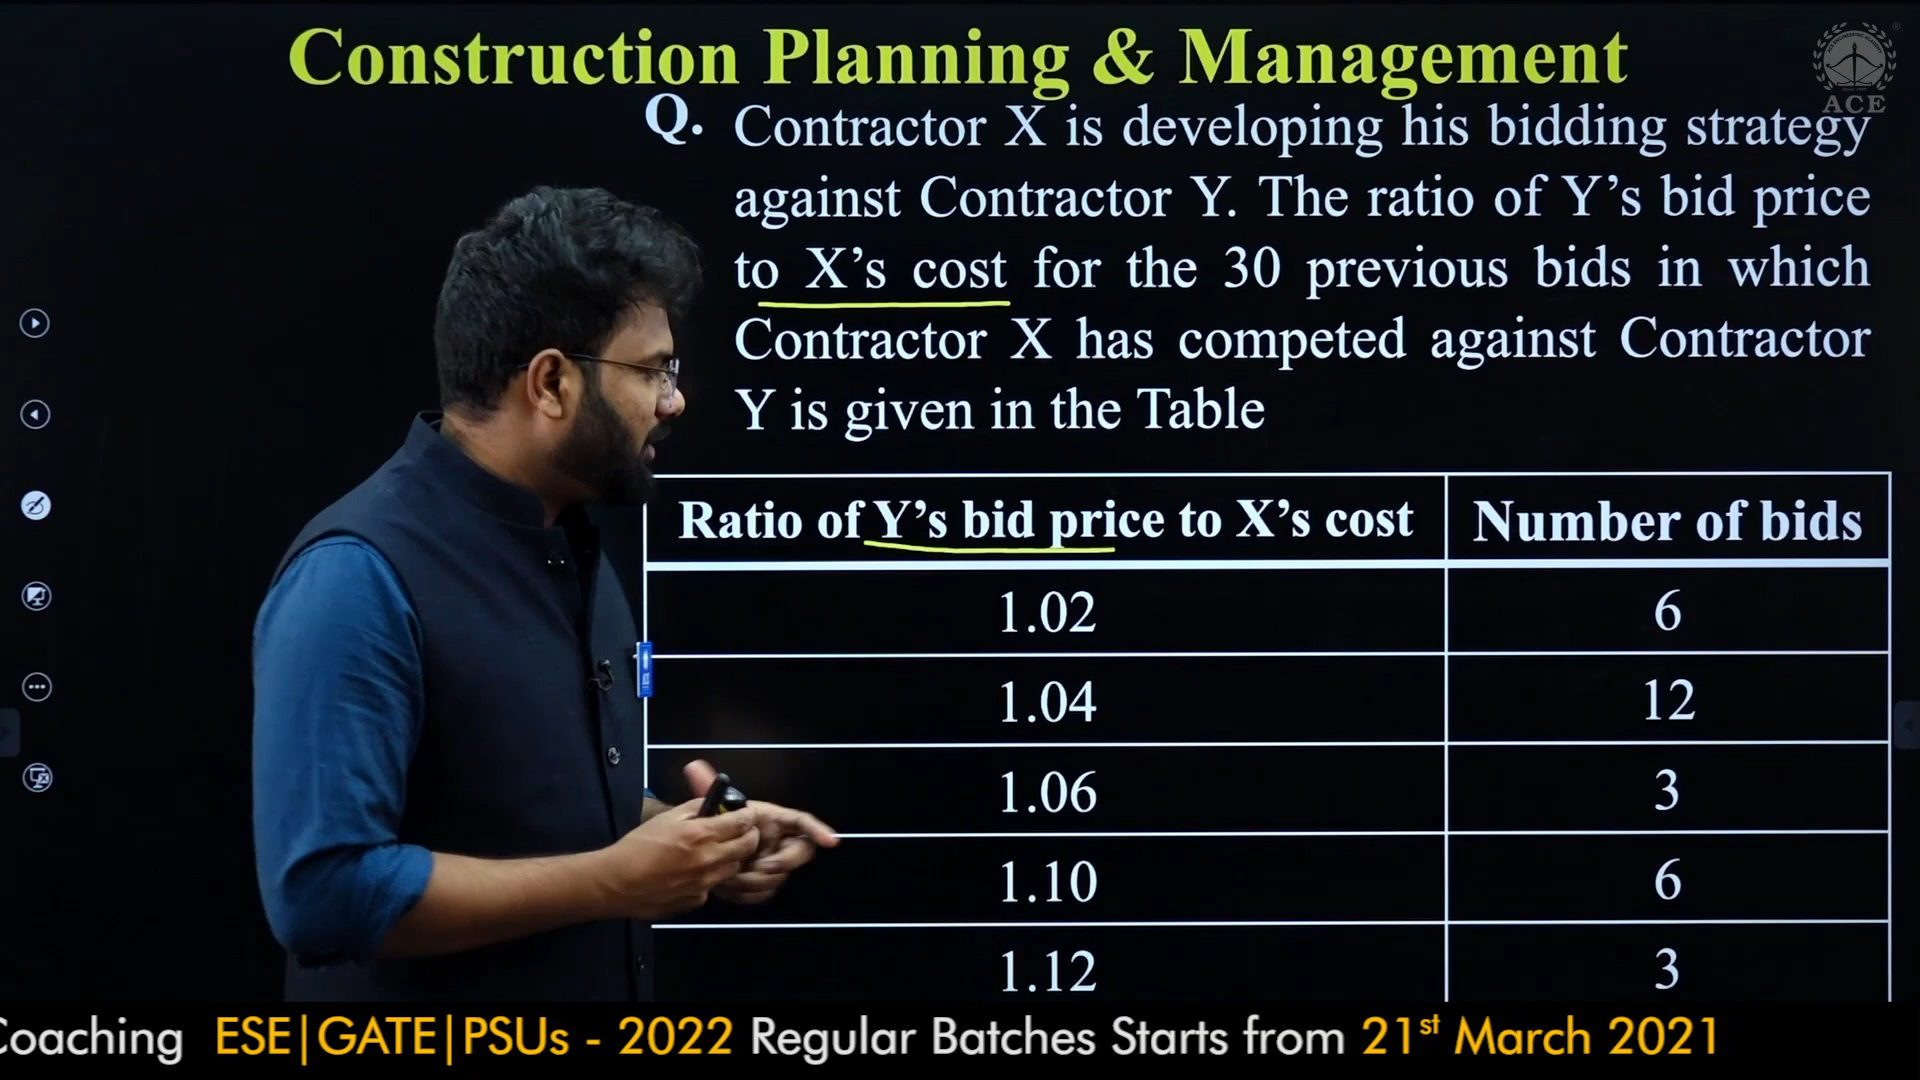 Construction Planning & Management
ACE
Q. Contractor X is developing his bidding strategy
against Contractor Y. The ratio of Y’s bid price
to X’s cost for the 30 previous bids in which
Contractor X has competed against Contractor
Y is given in the Table
Ratio of Y’s bid price to X’s cost Number of bids
1.02 6
1.04 12
1.06 3
1.10 6
1.12 3
Coaching ESE|GATE|PSUs - 2022 Regular Batches Starts from 21st March 2021